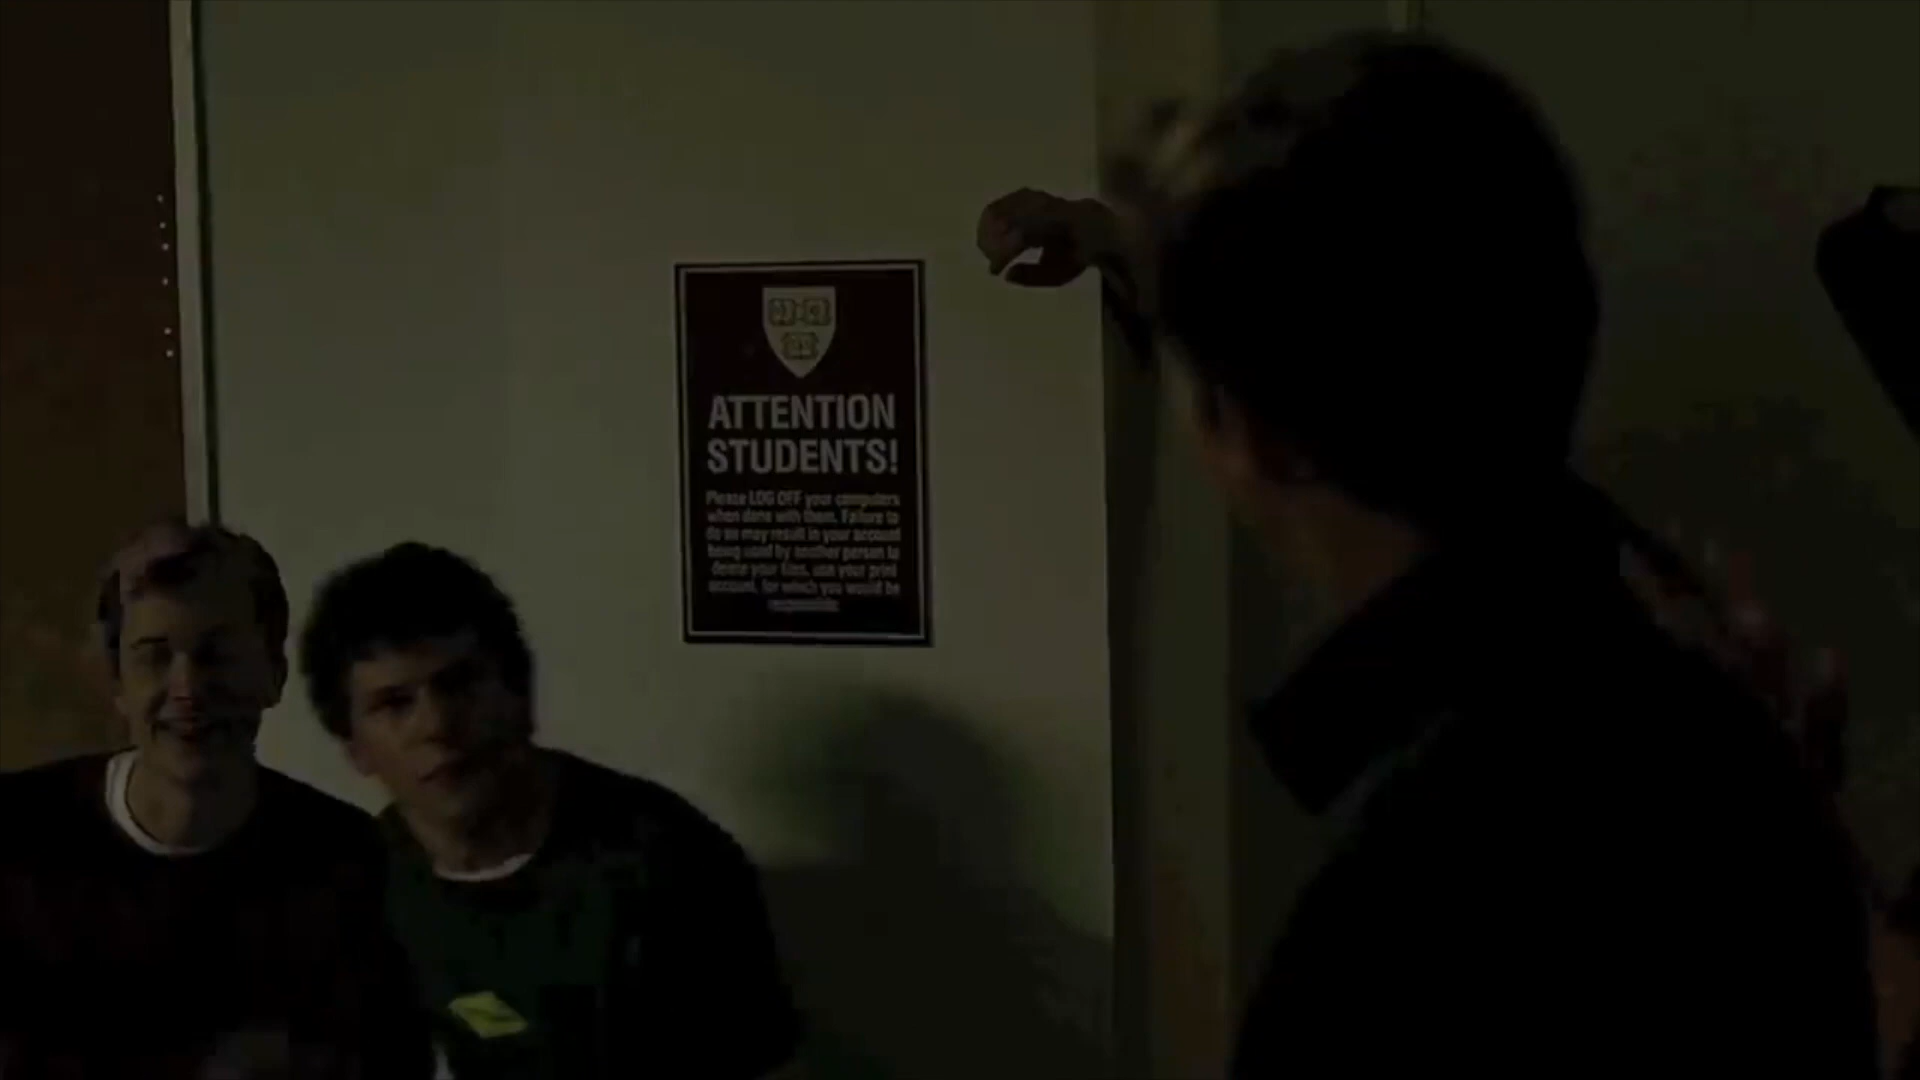 ATTENTION
STUDENTS!
Please LOG OFF your computers
when done with them. Failure to
do so may result in your account
being used by another person to
delete your files, use your print
account, for which you would be
responsible